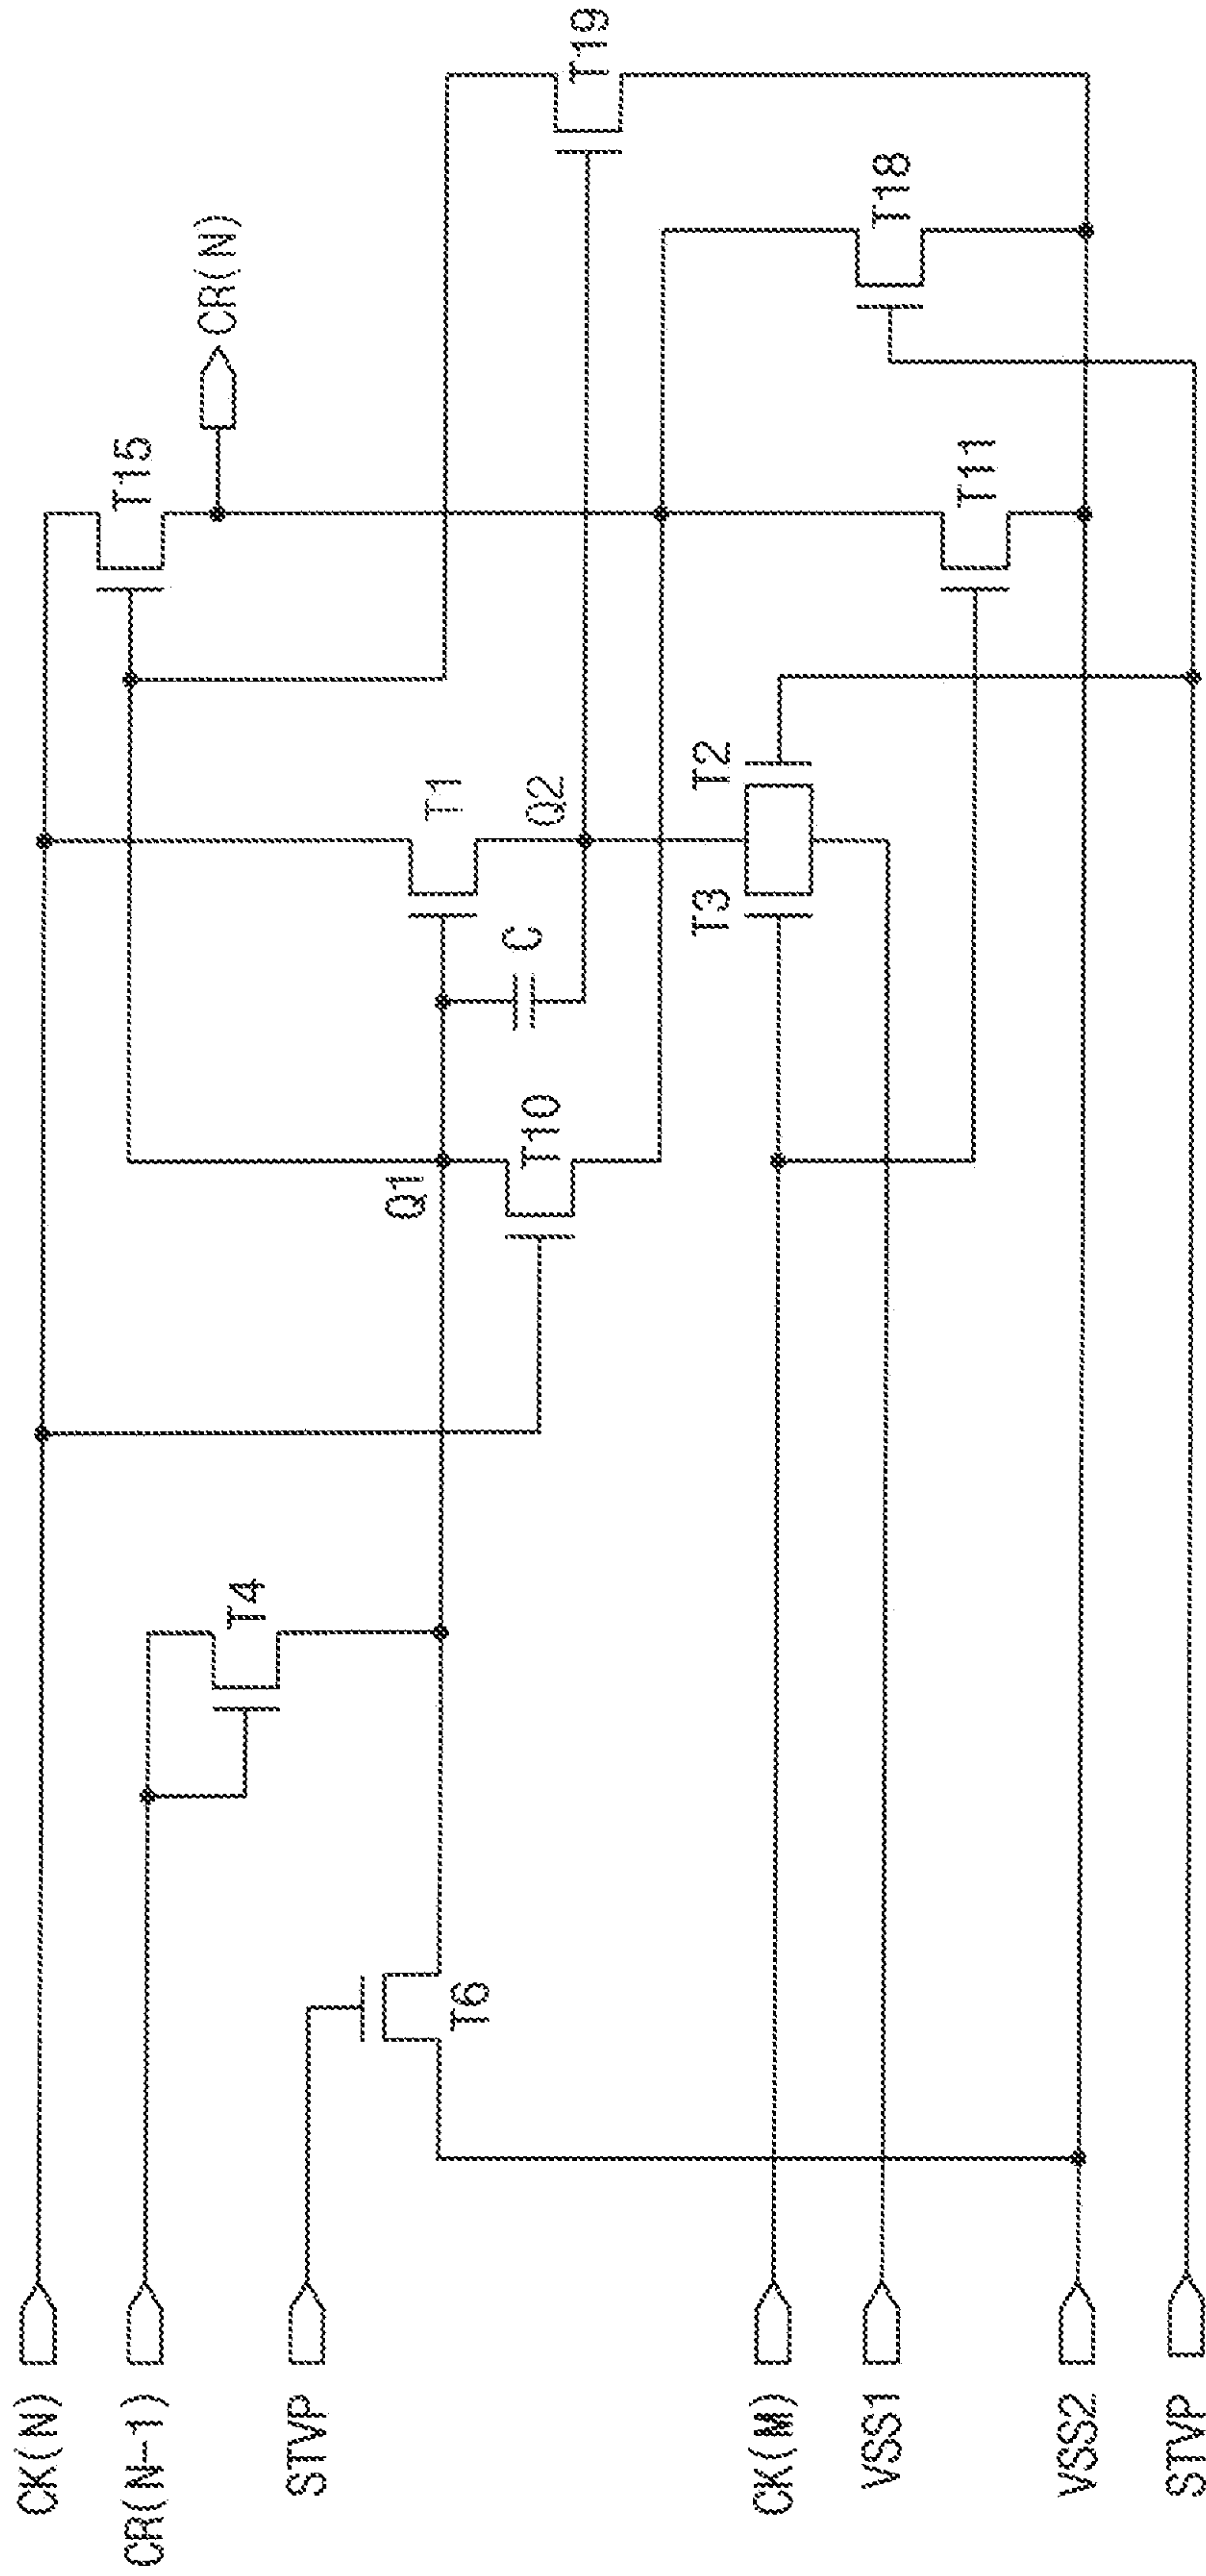 CK(N)
CR(N-1)
STVP
CK(M)
VSS1
VSS2
STVP
T6
T4
Q1
T10
C
T1
Q2
T3
T2
T15
CR(N)
T11
T18
T19